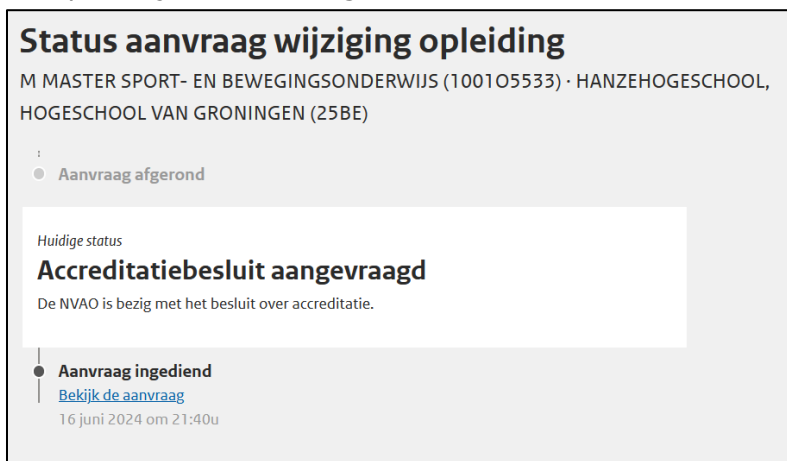 Status aanvraag wijziging opleiding
M MASTER SPORT- EN BEWEGINGSONDERWIJS (1001O5533) · HANZEHOGESCHOOL,
HOGESCHOOL VAN GRONINGEN (25BE)
Aanvraag afgerond
Huidige status
Accreditatiebesluit aangevraagd
De NVAO is bezig met het besluit over accreditatie.
Aanvraag ingediend
Bekijk de aanvraag
16 juni 2024 om 21:40u